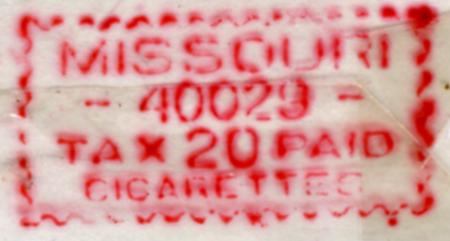 MISSOURI
- 40029 -
TAX 20 PAID
CIGARETTES